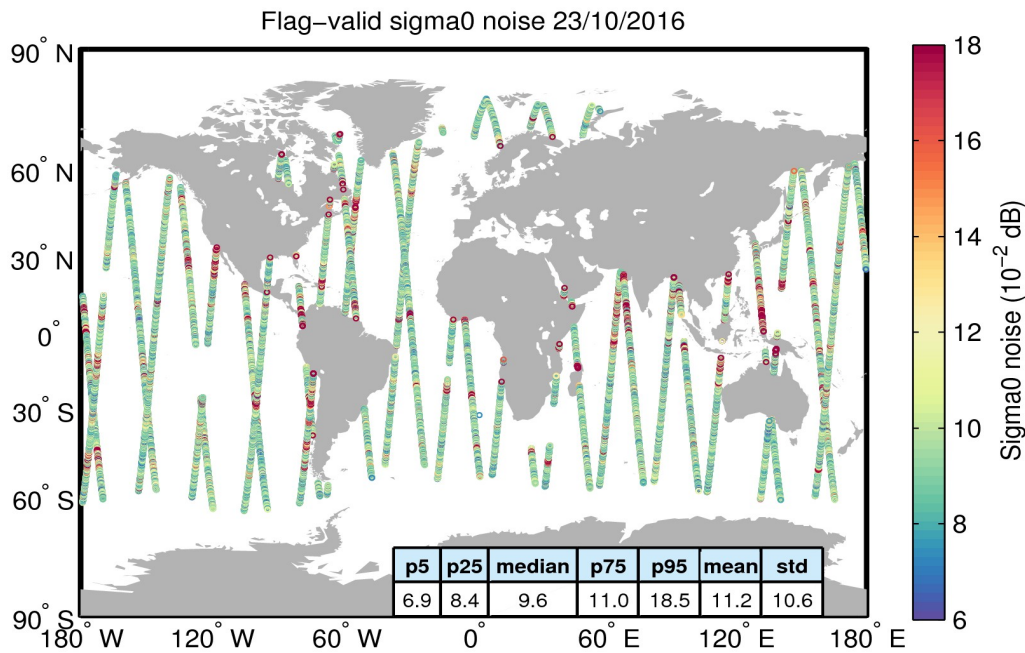 Flag−valid sigma0 noise 23/10/2016
90° N
60° N
30° N
0°
30° S
60° S
90° S
180° W
120° W
60° W
0°
60° E
120° E
180° E
p5 p25 median p75 p95 mean std
6.9 8.4 9.6 11.0 18.5 11.2 10.6
18
16
14
12
10
8
6
Sigma0 noise (10⁻² dB)